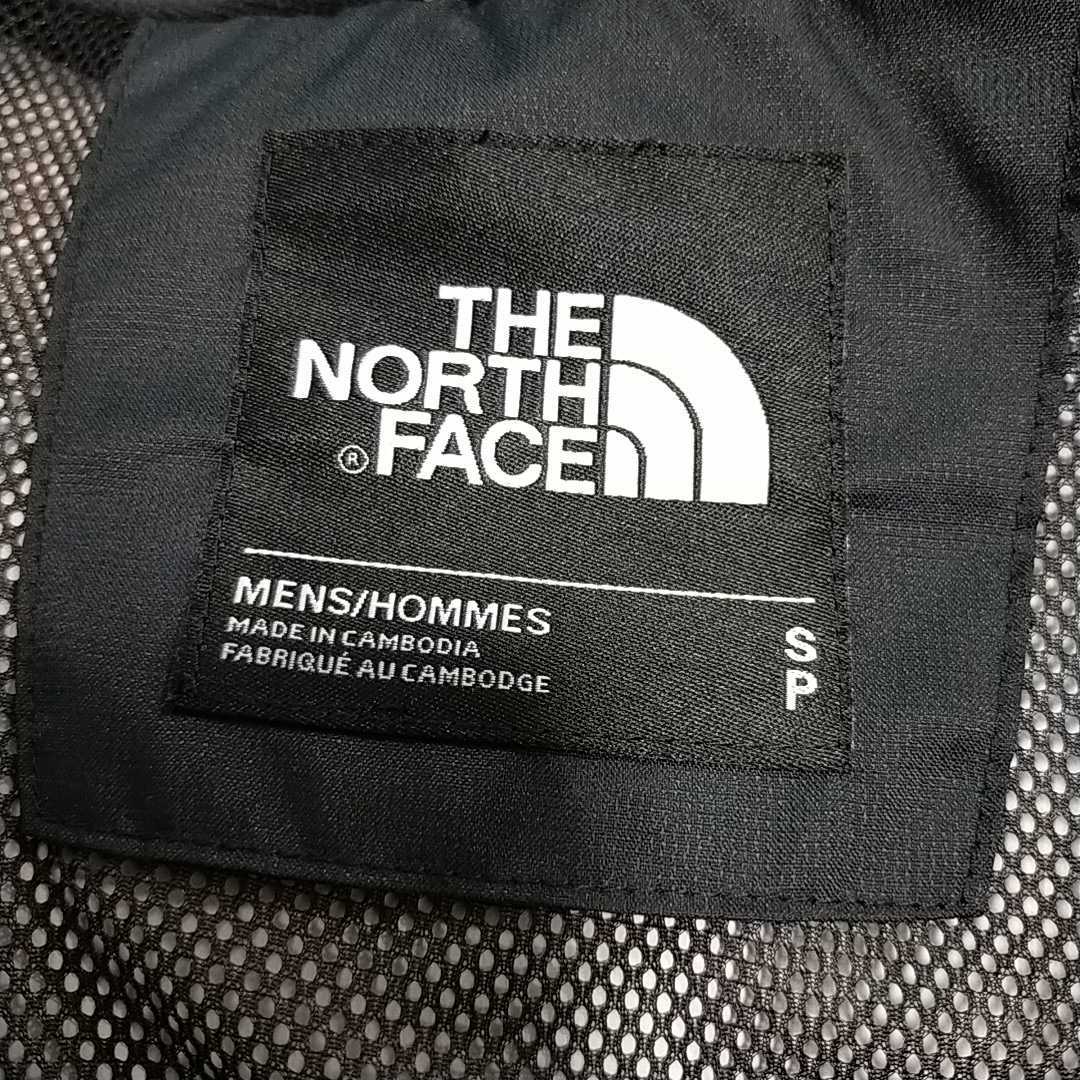 THE
NORTH
® FACE
MENS/HOMMES
MADE IN CAMBODIA
FABRIQUÉ AU CAMBODGE
S
P